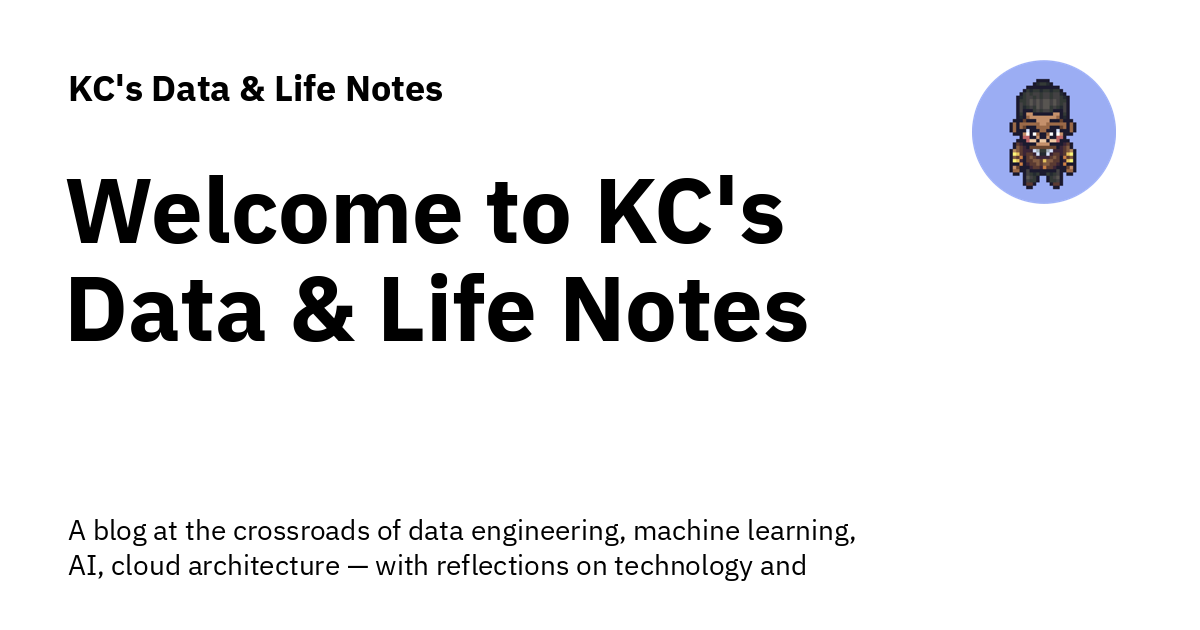 KC's Data & Life Notes
Welcome to KC's
Data & Life Notes
A blog at the crossroads of data engineering, machine learning,
AI, cloud architecture — with reflections on technology and